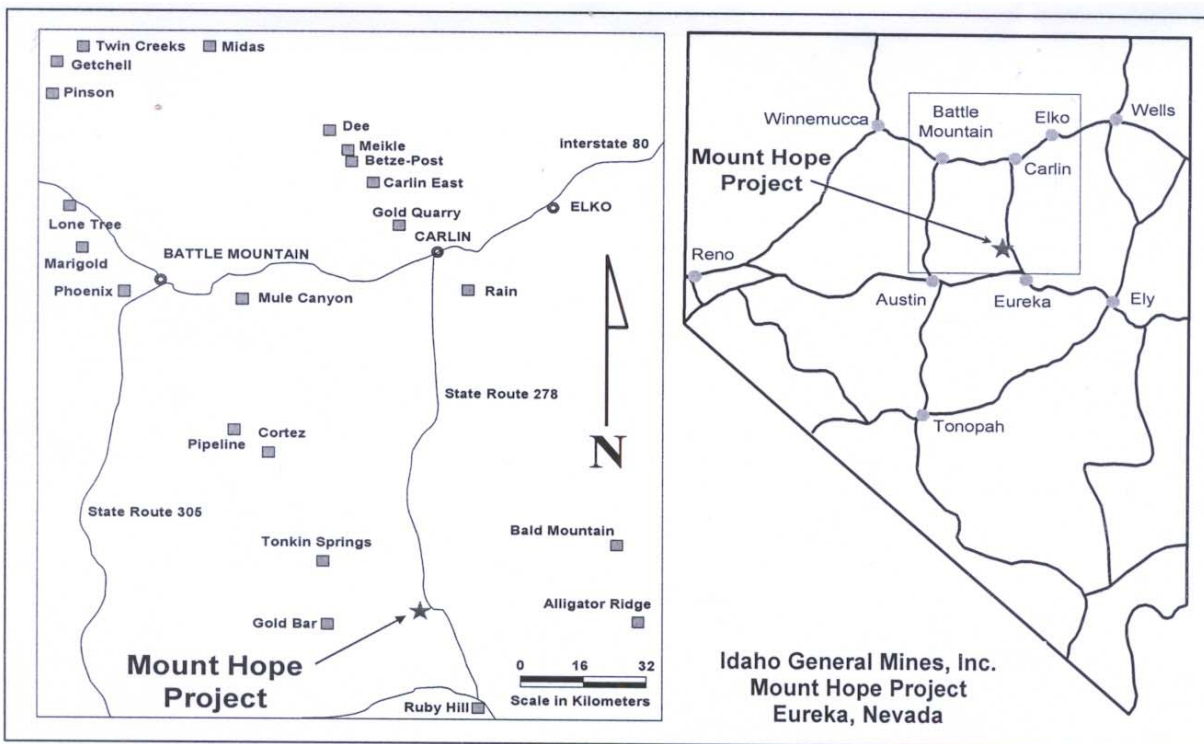 Twin Creeks
Midas
Getchell
Pinson
Dee
Meikle
Betze-Post
Interstate 80
Carlin East
Lone Tree
Gold Quarry
ELKO
CARLIN
Marigold
BATTLE MOUNTAIN
Phoenix
Mule Canyon
Rain
State Route 278
Pipeline
Cortez
N
State Route 305
Tonkin Springs
Bald Mountain
Gold Bar
Alligator Ridge
Mount Hope
Project
0 16 32
Scale in Kilometers
Ruby Hill
Winnemucca
Battle
Mountain
Elko
Wells
Mount Hope
Project
Carlin
Reno
Austin
Eureka
Ely
Tonopah
Idaho General Mines, Inc.
Mount Hope Project
Eureka, Nevada